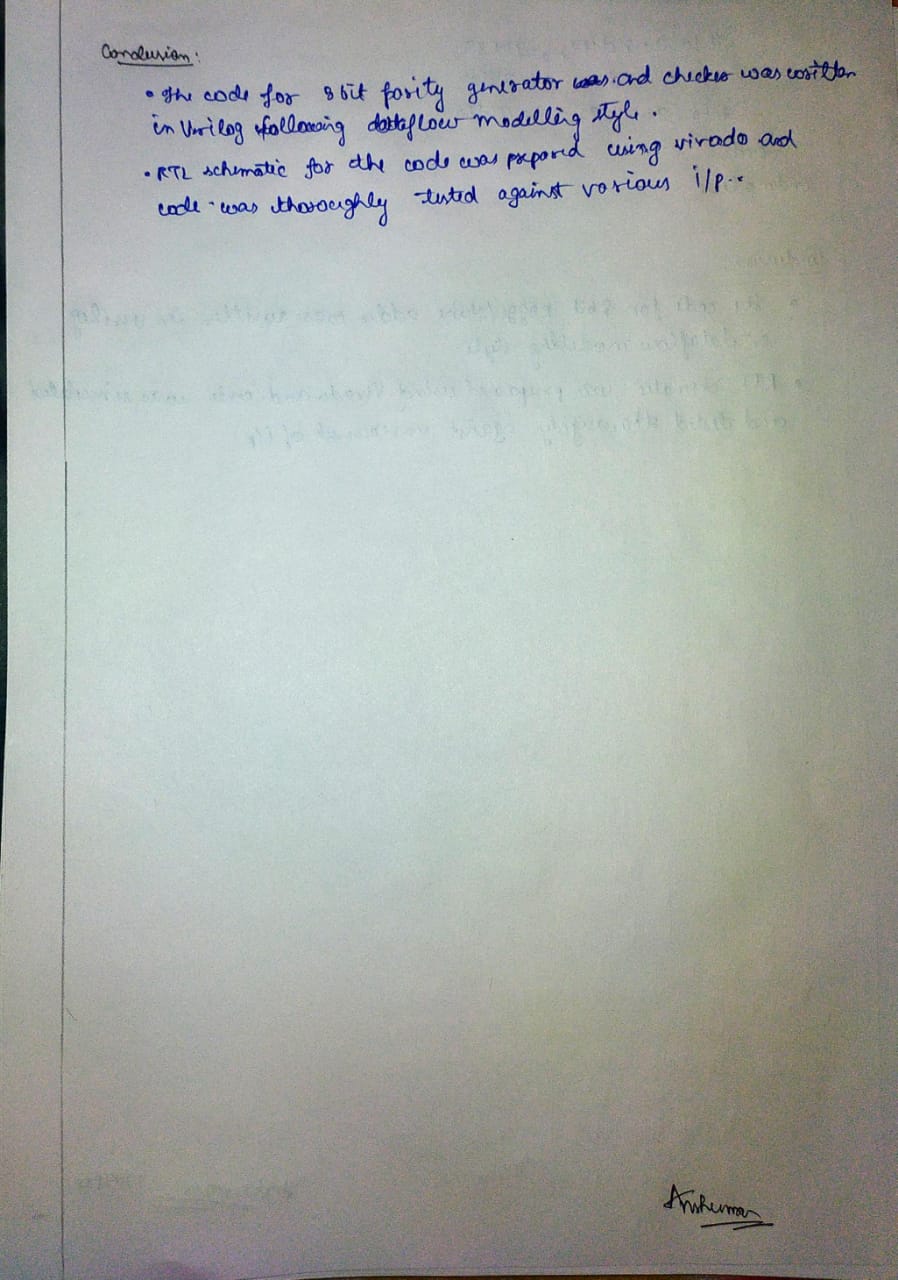 Conclusion:
• The code for 8 bit parity generator was and checker was written
in Verilog following dataflow modelling style.
• RTL schematic for the code was prepared using vivado and
code was thoroughly tested against various i/p.
Anshuman